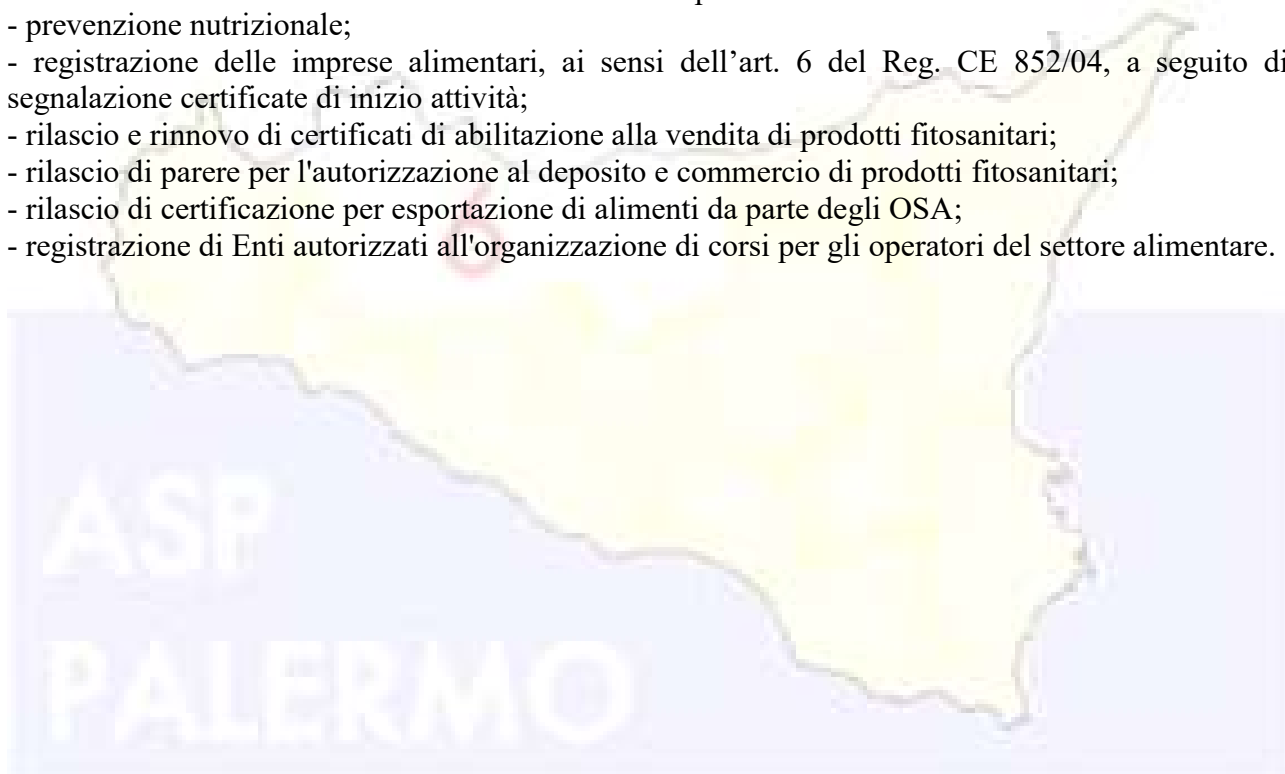 - prevenzione nutrizionale;
- registrazione delle imprese alimentari, ai sensi dell’art. 6 del Reg. CE 852/04, a seguito di
segnalazione certificate di inizio attività;
- rilascio e rinnovo di certificati di abilitazione alla vendita di prodotti fitosanitari;
- rilascio di parere per l'autorizzazione al deposito e commercio di prodotti fitosanitari;
- rilascio di certificazione per esportazione di alimenti da parte degli OSA;
- registrazione di Enti autorizzati all'organizzazione di corsi per gli operatori del settore alimentare.
6
ASP
PALERMO